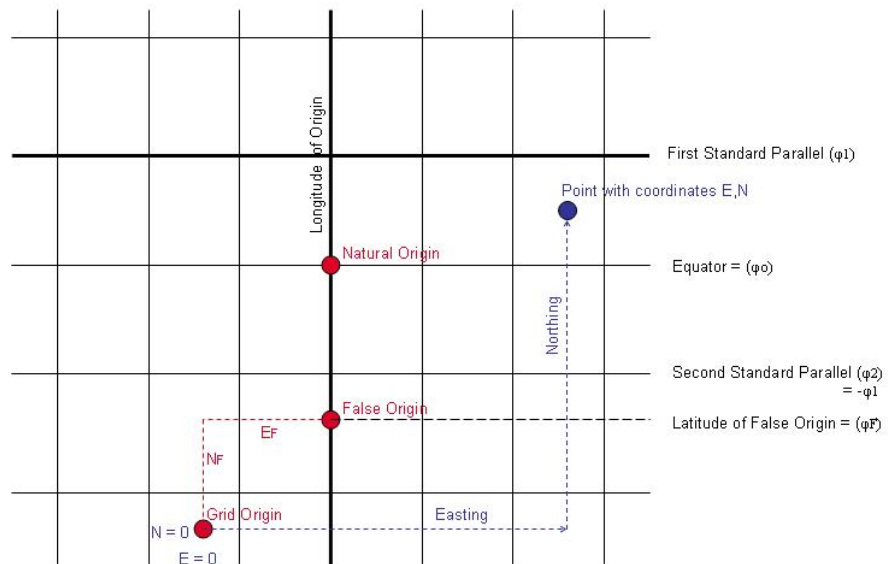 Longitude of Origin
First Standard Parallel (φ1)
Point with coordinates E,N
Natural Origin
Equator = (φo)
Northing
Second Standard Parallel (φ2)
= -φ1
False Origin
Latitude of False Origin = (φF)
EF
NF
Grid Origin
Easting
N = 0
E = 0